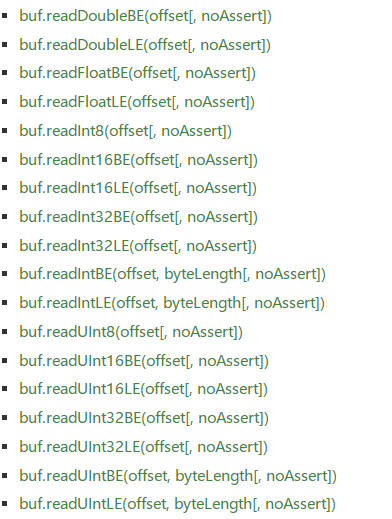 buf.readDoubleBE(offset[, noAssert])
buf.readDoubleLE(offset[, noAssert])
buf.readFloatBE(offset[, noAssert])
buf.readFloatLE(offset[, noAssert])
buf.readInt8(offset[, noAssert])
buf.readInt16BE(offset[, noAssert])
buf.readInt16LE(offset[, noAssert])
buf.readInt32BE(offset[, noAssert])
buf.readInt32LE(offset[, noAssert])
buf.readIntBE(offset, byteLength[, noAssert])
buf.readIntLE(offset, byteLength[, noAssert])
buf.readUInt8(offset[, noAssert])
buf.readUInt16BE(offset[, noAssert])
buf.readUInt16LE(offset[, noAssert])
buf.readUInt32BE(offset[, noAssert])
buf.readUInt32LE(offset[, noAssert])
buf.readUIntBE(offset, byteLength[, noAssert])
buf.readUIntLE(offset, byteLength[, noAssert])